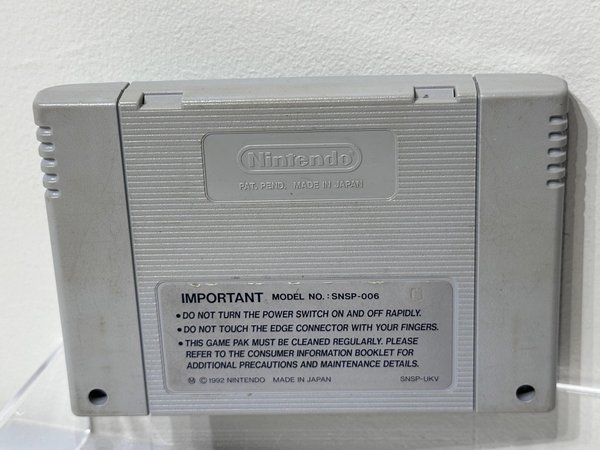 Nintendo
PAT. PEND. MADE IN JAPAN
IMPORTANT MODEL NO. : SNSP-006
• DO NOT TURN THE POWER SWITCH ON AND OFF RAPIDLY.
• DO NOT TOUCH THE EDGE CONNECTOR WITH YOUR FINGERS.
• THIS GAME PAK MUST BE CLEANED REGULARLY. PLEASE
REFER TO THE CONSUMER INFORMATION BOOKLET FOR
ADDITIONAL PRECAUTIONS AND MAINTENANCE DETAILS.
Ⓜ © 1992 NINTENDO MADE IN JAPAN SNSP-UKV